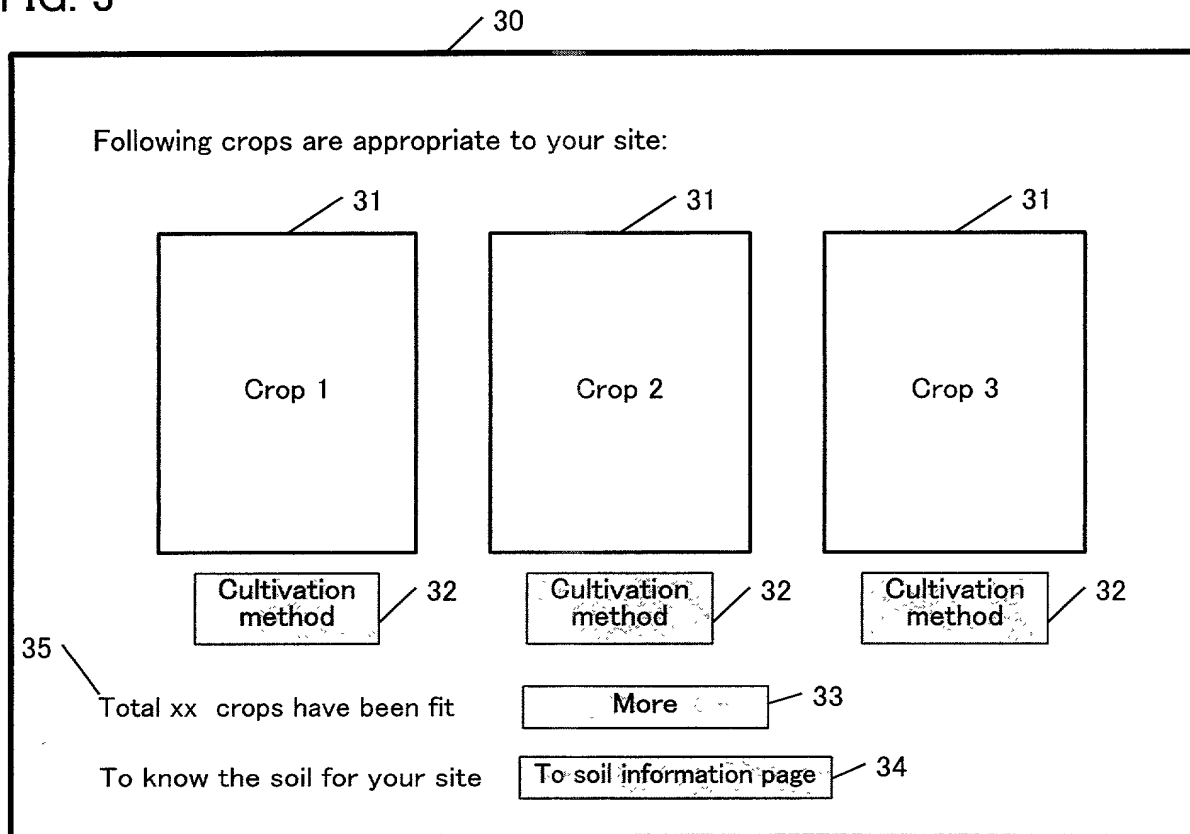 FIG.
30
Following crops are appropriate to your site:
31 31 31
Crop 1 Crop 2 Crop 3
Cultivation method 32 Cultivation method 32 Cultivation method 32
35
Total xx crops have been fit More 33
To know the soil for your site To soil information page 34